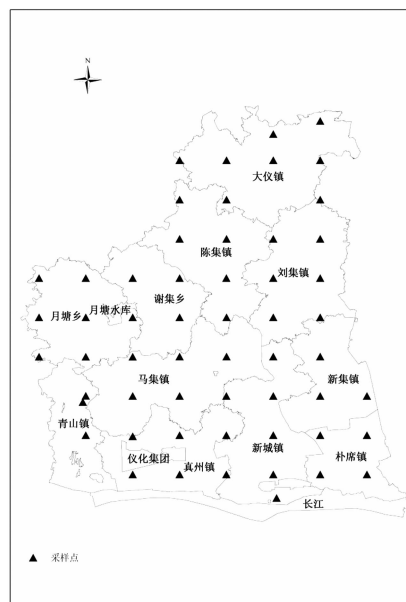 N
大仪镇
陈集镇
刘集镇
谢集乡
月塘乡
月塘水库
马集镇
新集镇
青山镇
新城镇
仪化集团
真州镇
朴席镇
长江
采样点